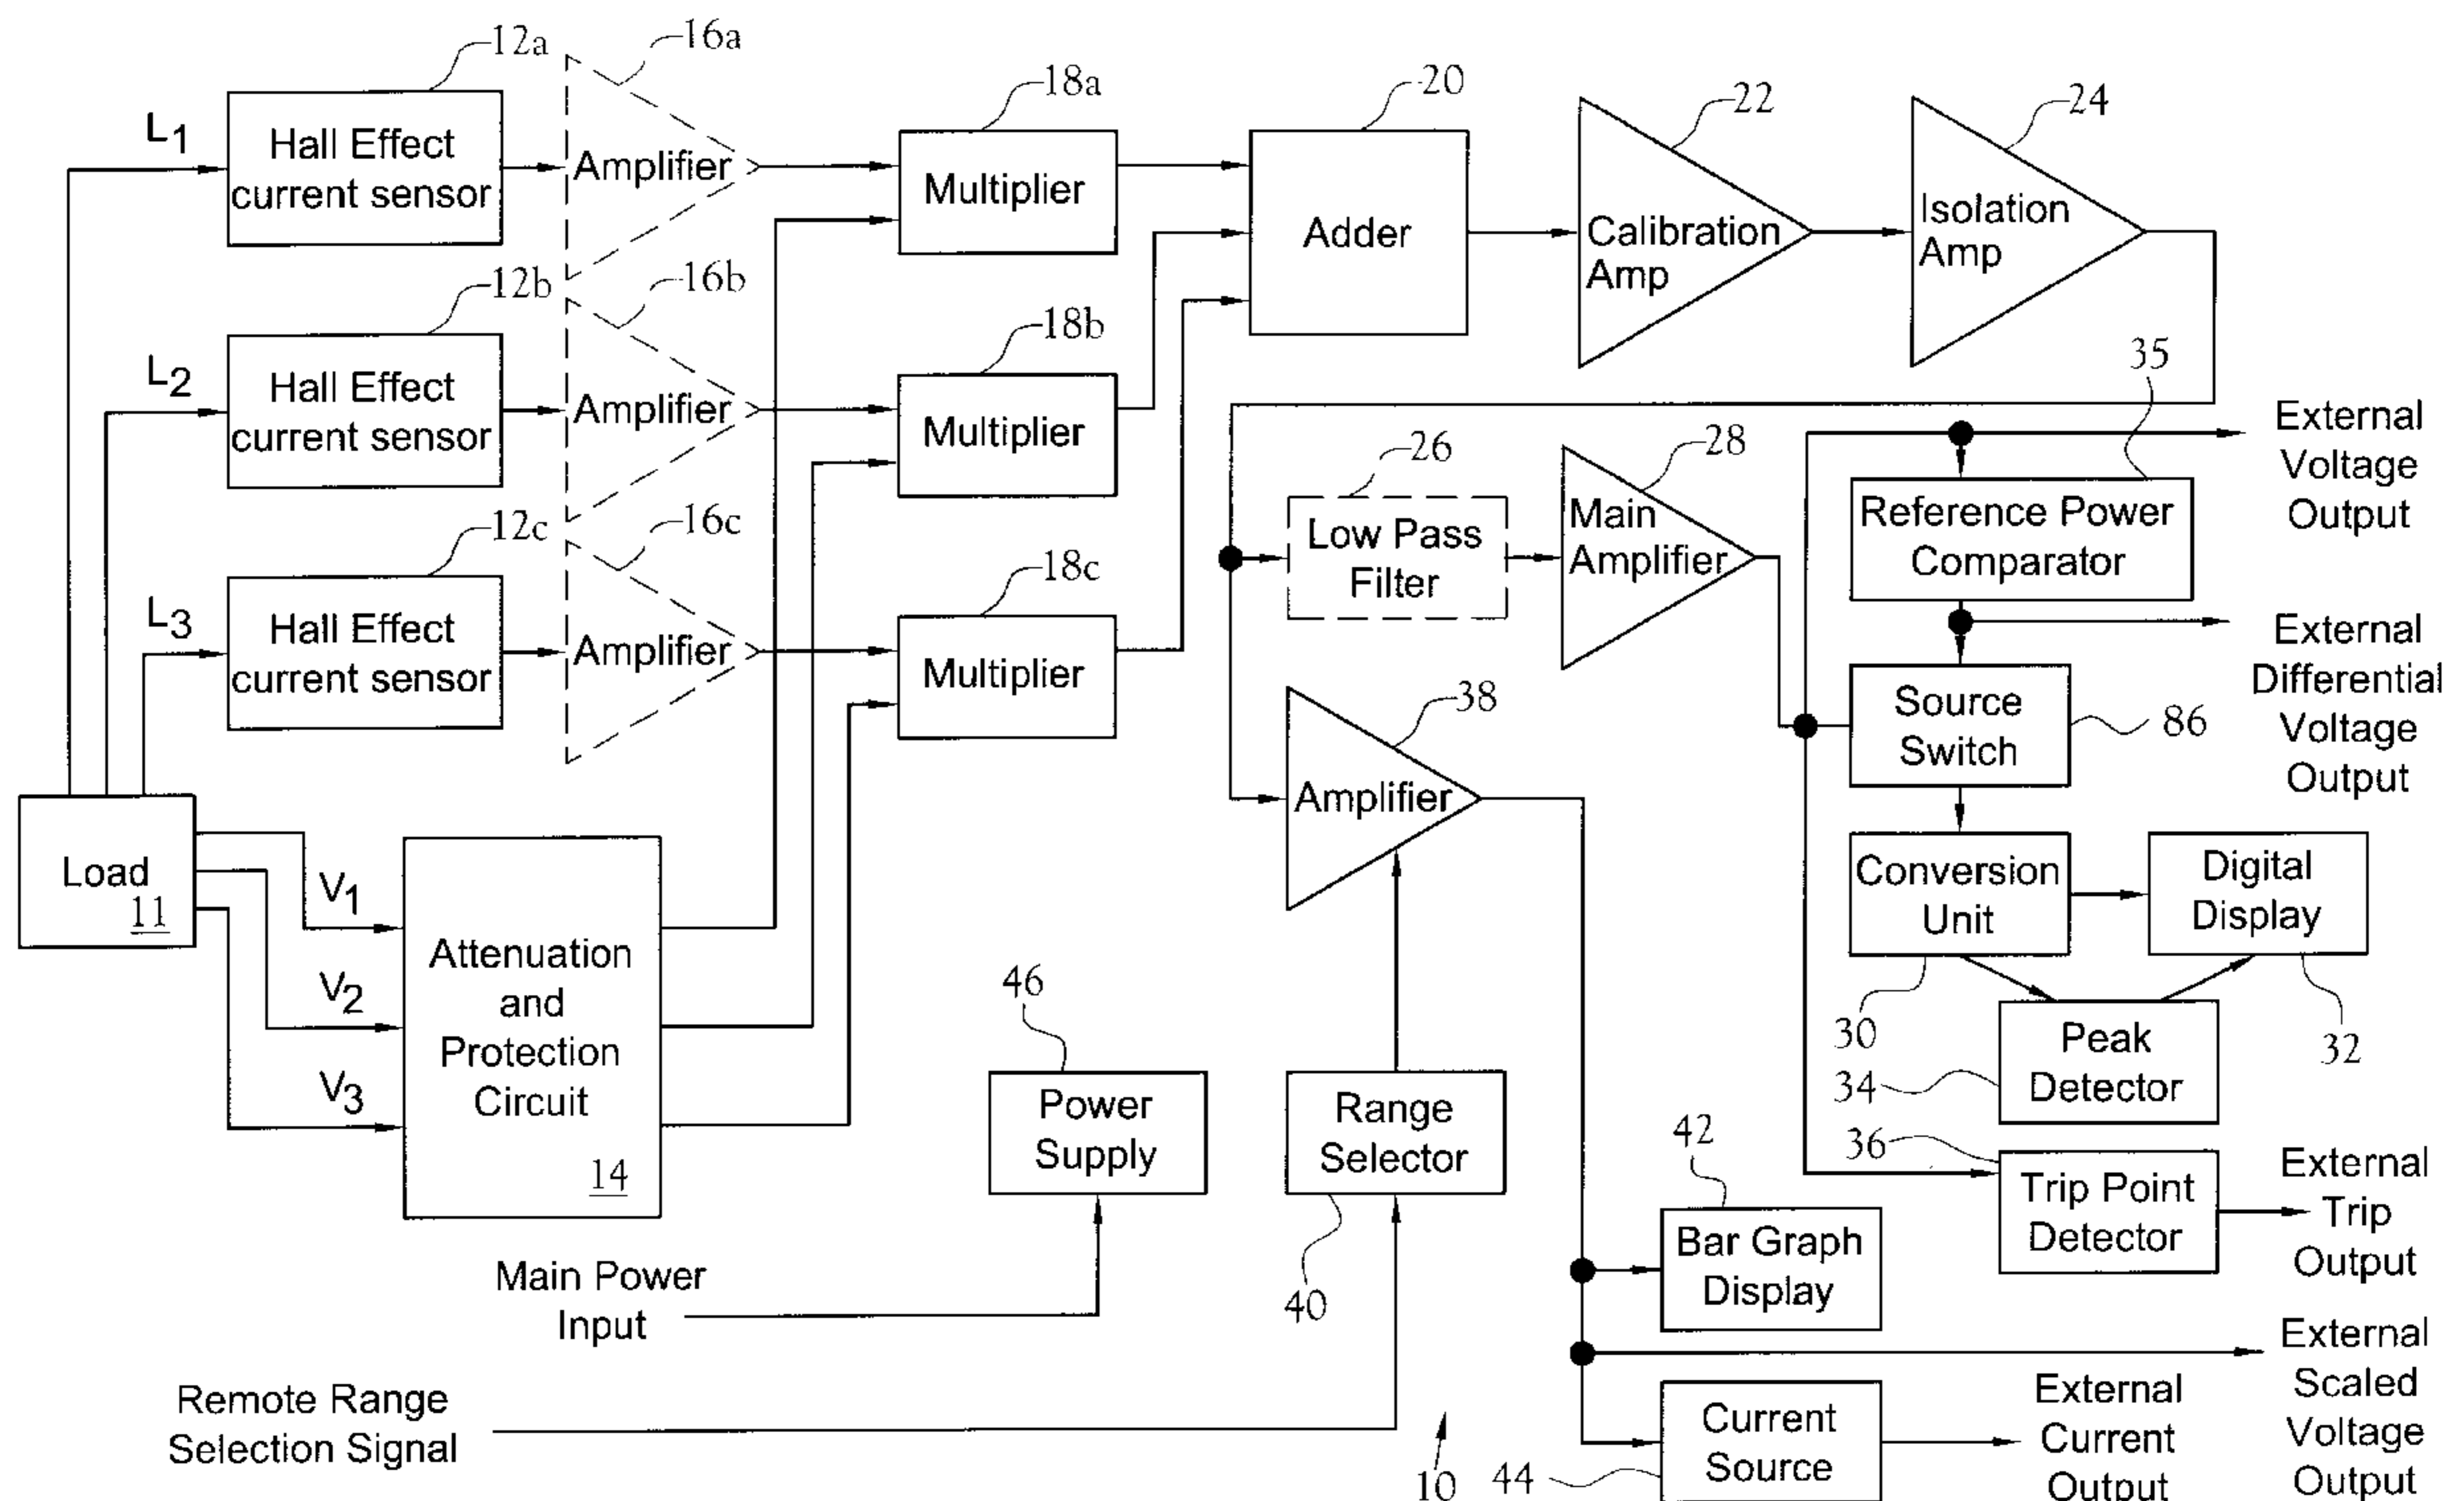 12a
16a
L1
Hall Effect
current sensor
Amplifier
18a
Multiplier
20
Adder
22
Calibration
Amp
24
Isolation
Amp
12b
16b
L2
Hall Effect
current sensor
Amplifier
18b
Multiplier
12c
16c
L3
Hall Effect
current sensor
Amplifier
18c
Multiplier
26
Low Pass
Filter
28
Main
Amplifier
35
Reference Power
Comparator
External
Voltage
Output
External
Differential
Voltage
Output
Source
Switch
86
38
Amplifier
Load
11
V1
V2
V3
Attenuation
and
Protection
Circuit
14
Conversion
Unit
30
Digital
Display
32
Peak
Detector
34
46
Power
Supply
Range
Selector
40
36
Trip Point
Detector
External
Trip
Output
42
Bar Graph
Display
Main Power
Input
Remote Range
Selection Signal
External
Scaled
Voltage
Output
10
44
Current
Source
External
Current
Output